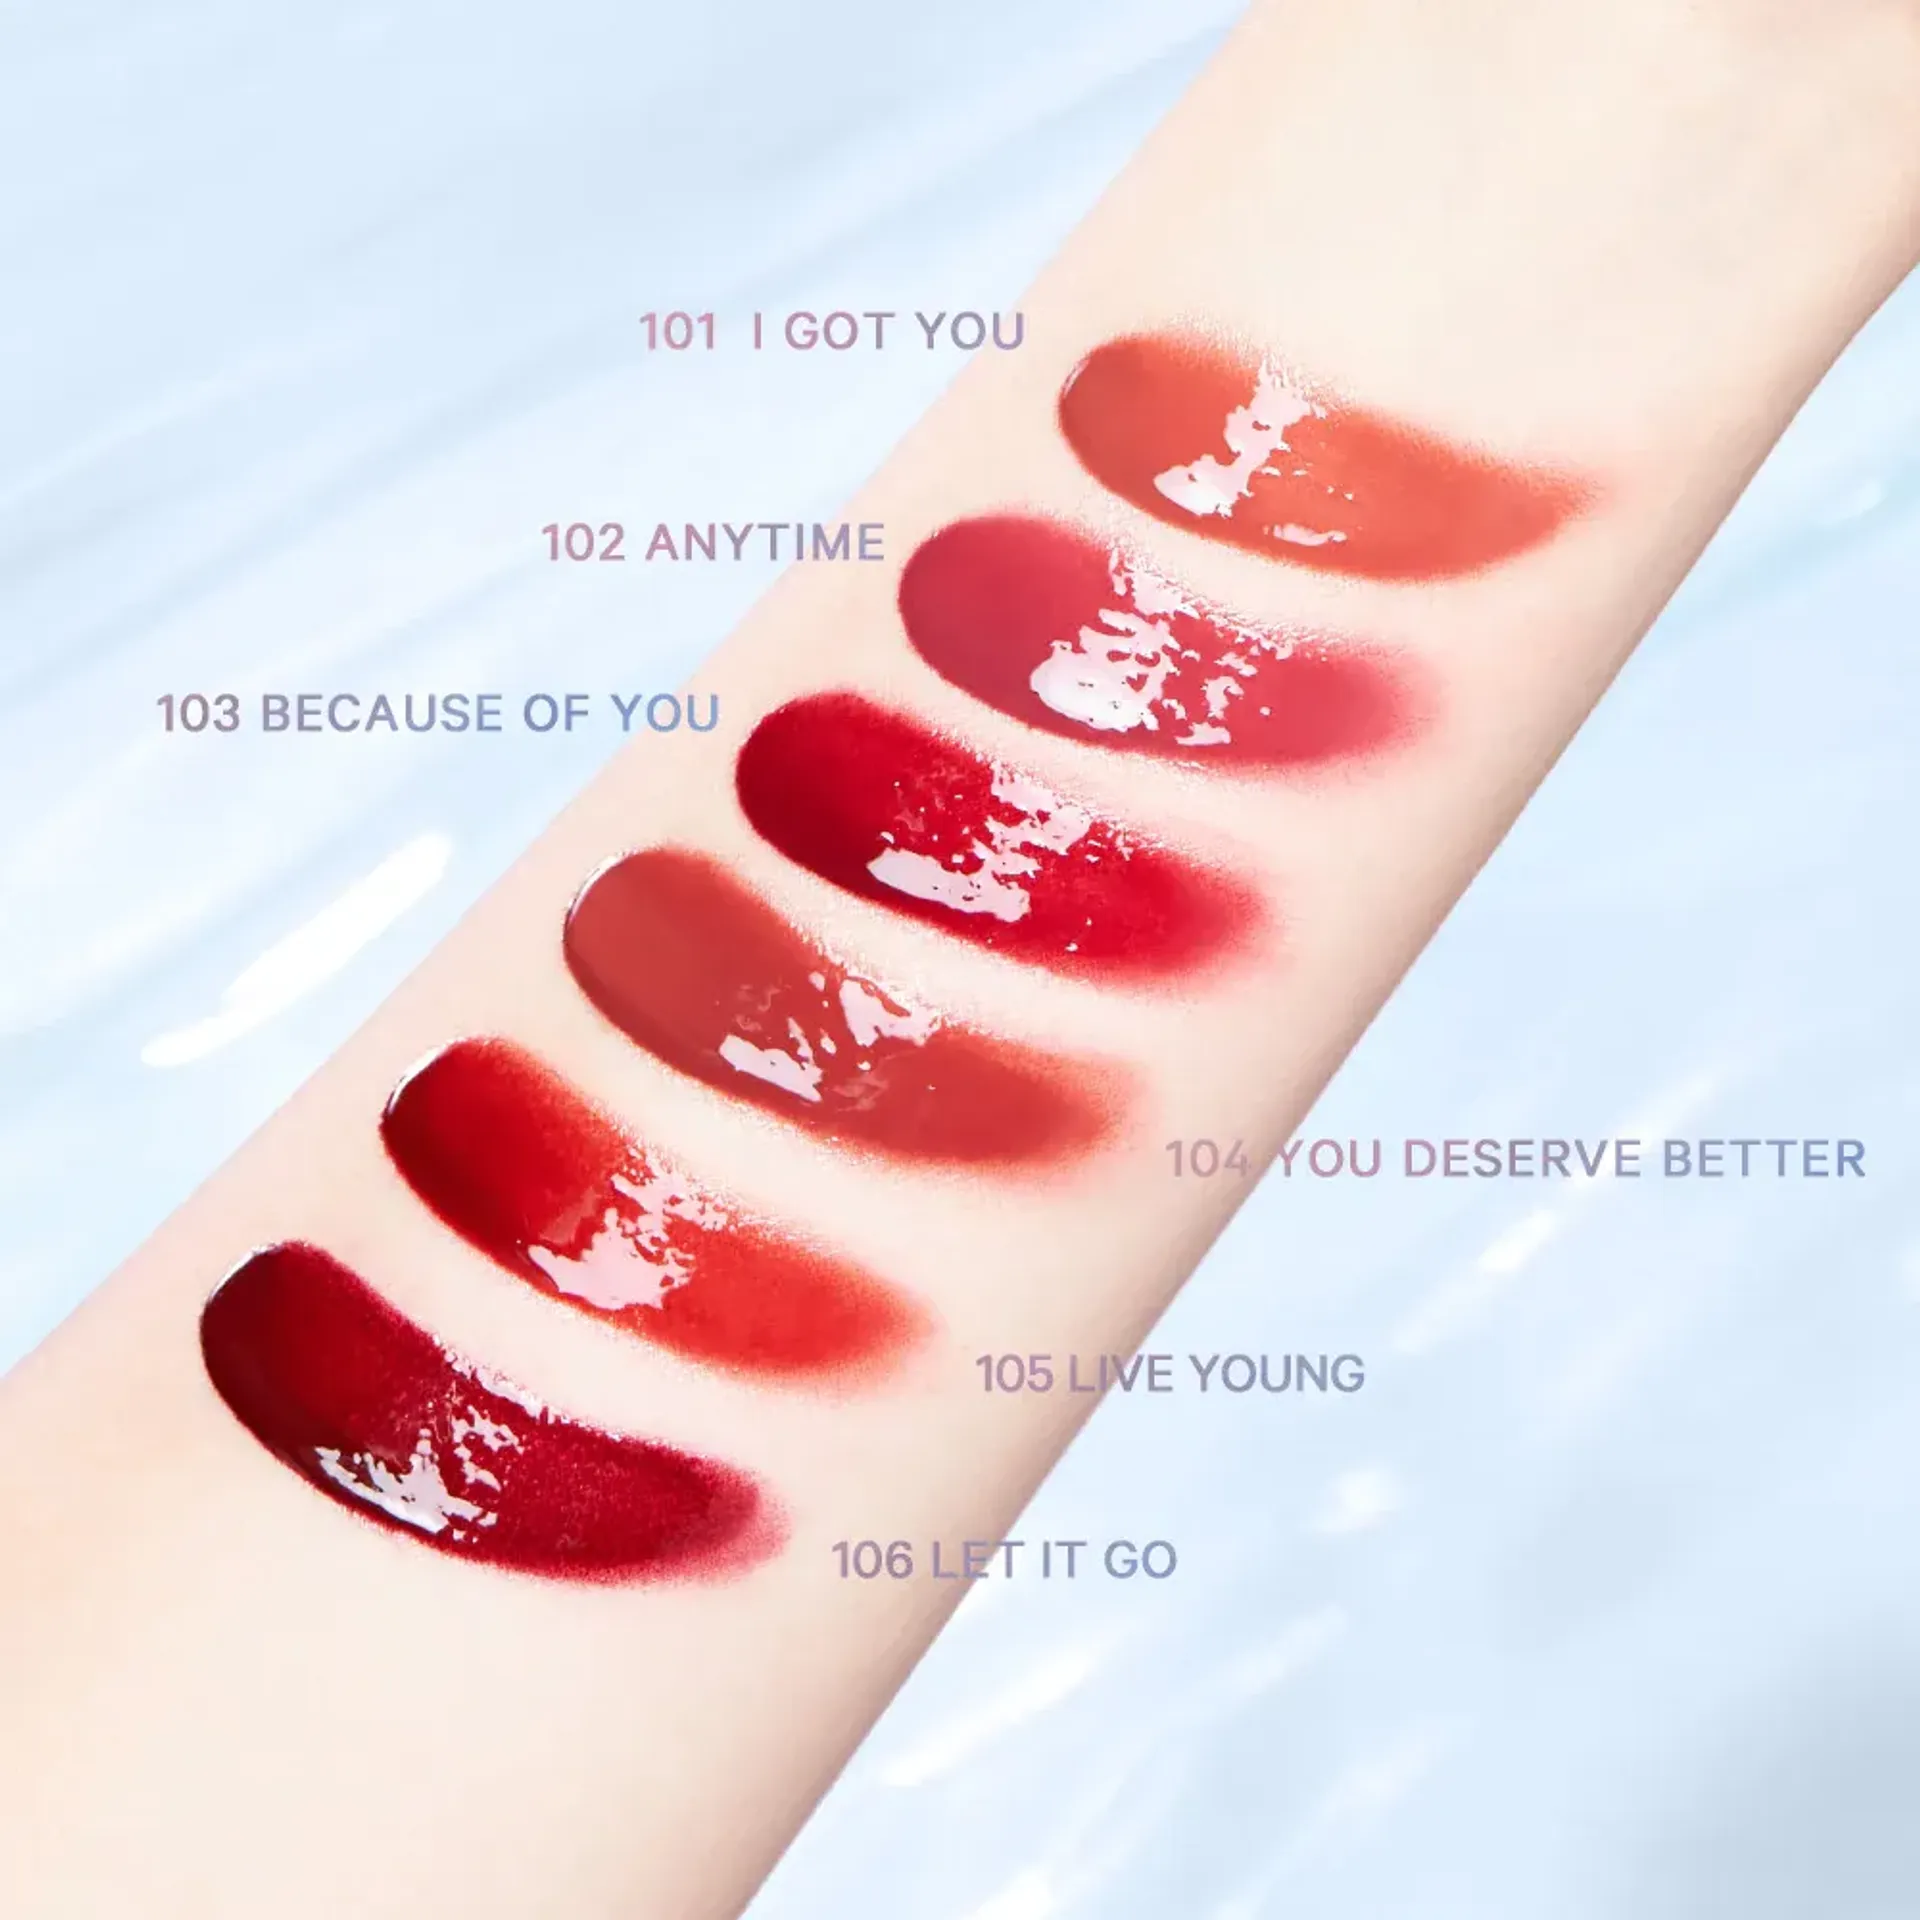 101 I GOT YOU
102 ANYTIME
103 BECAUSE OF YOU
104 YOU DESERVE BETTER
105 LIVE YOUNG
106 LET IT GO